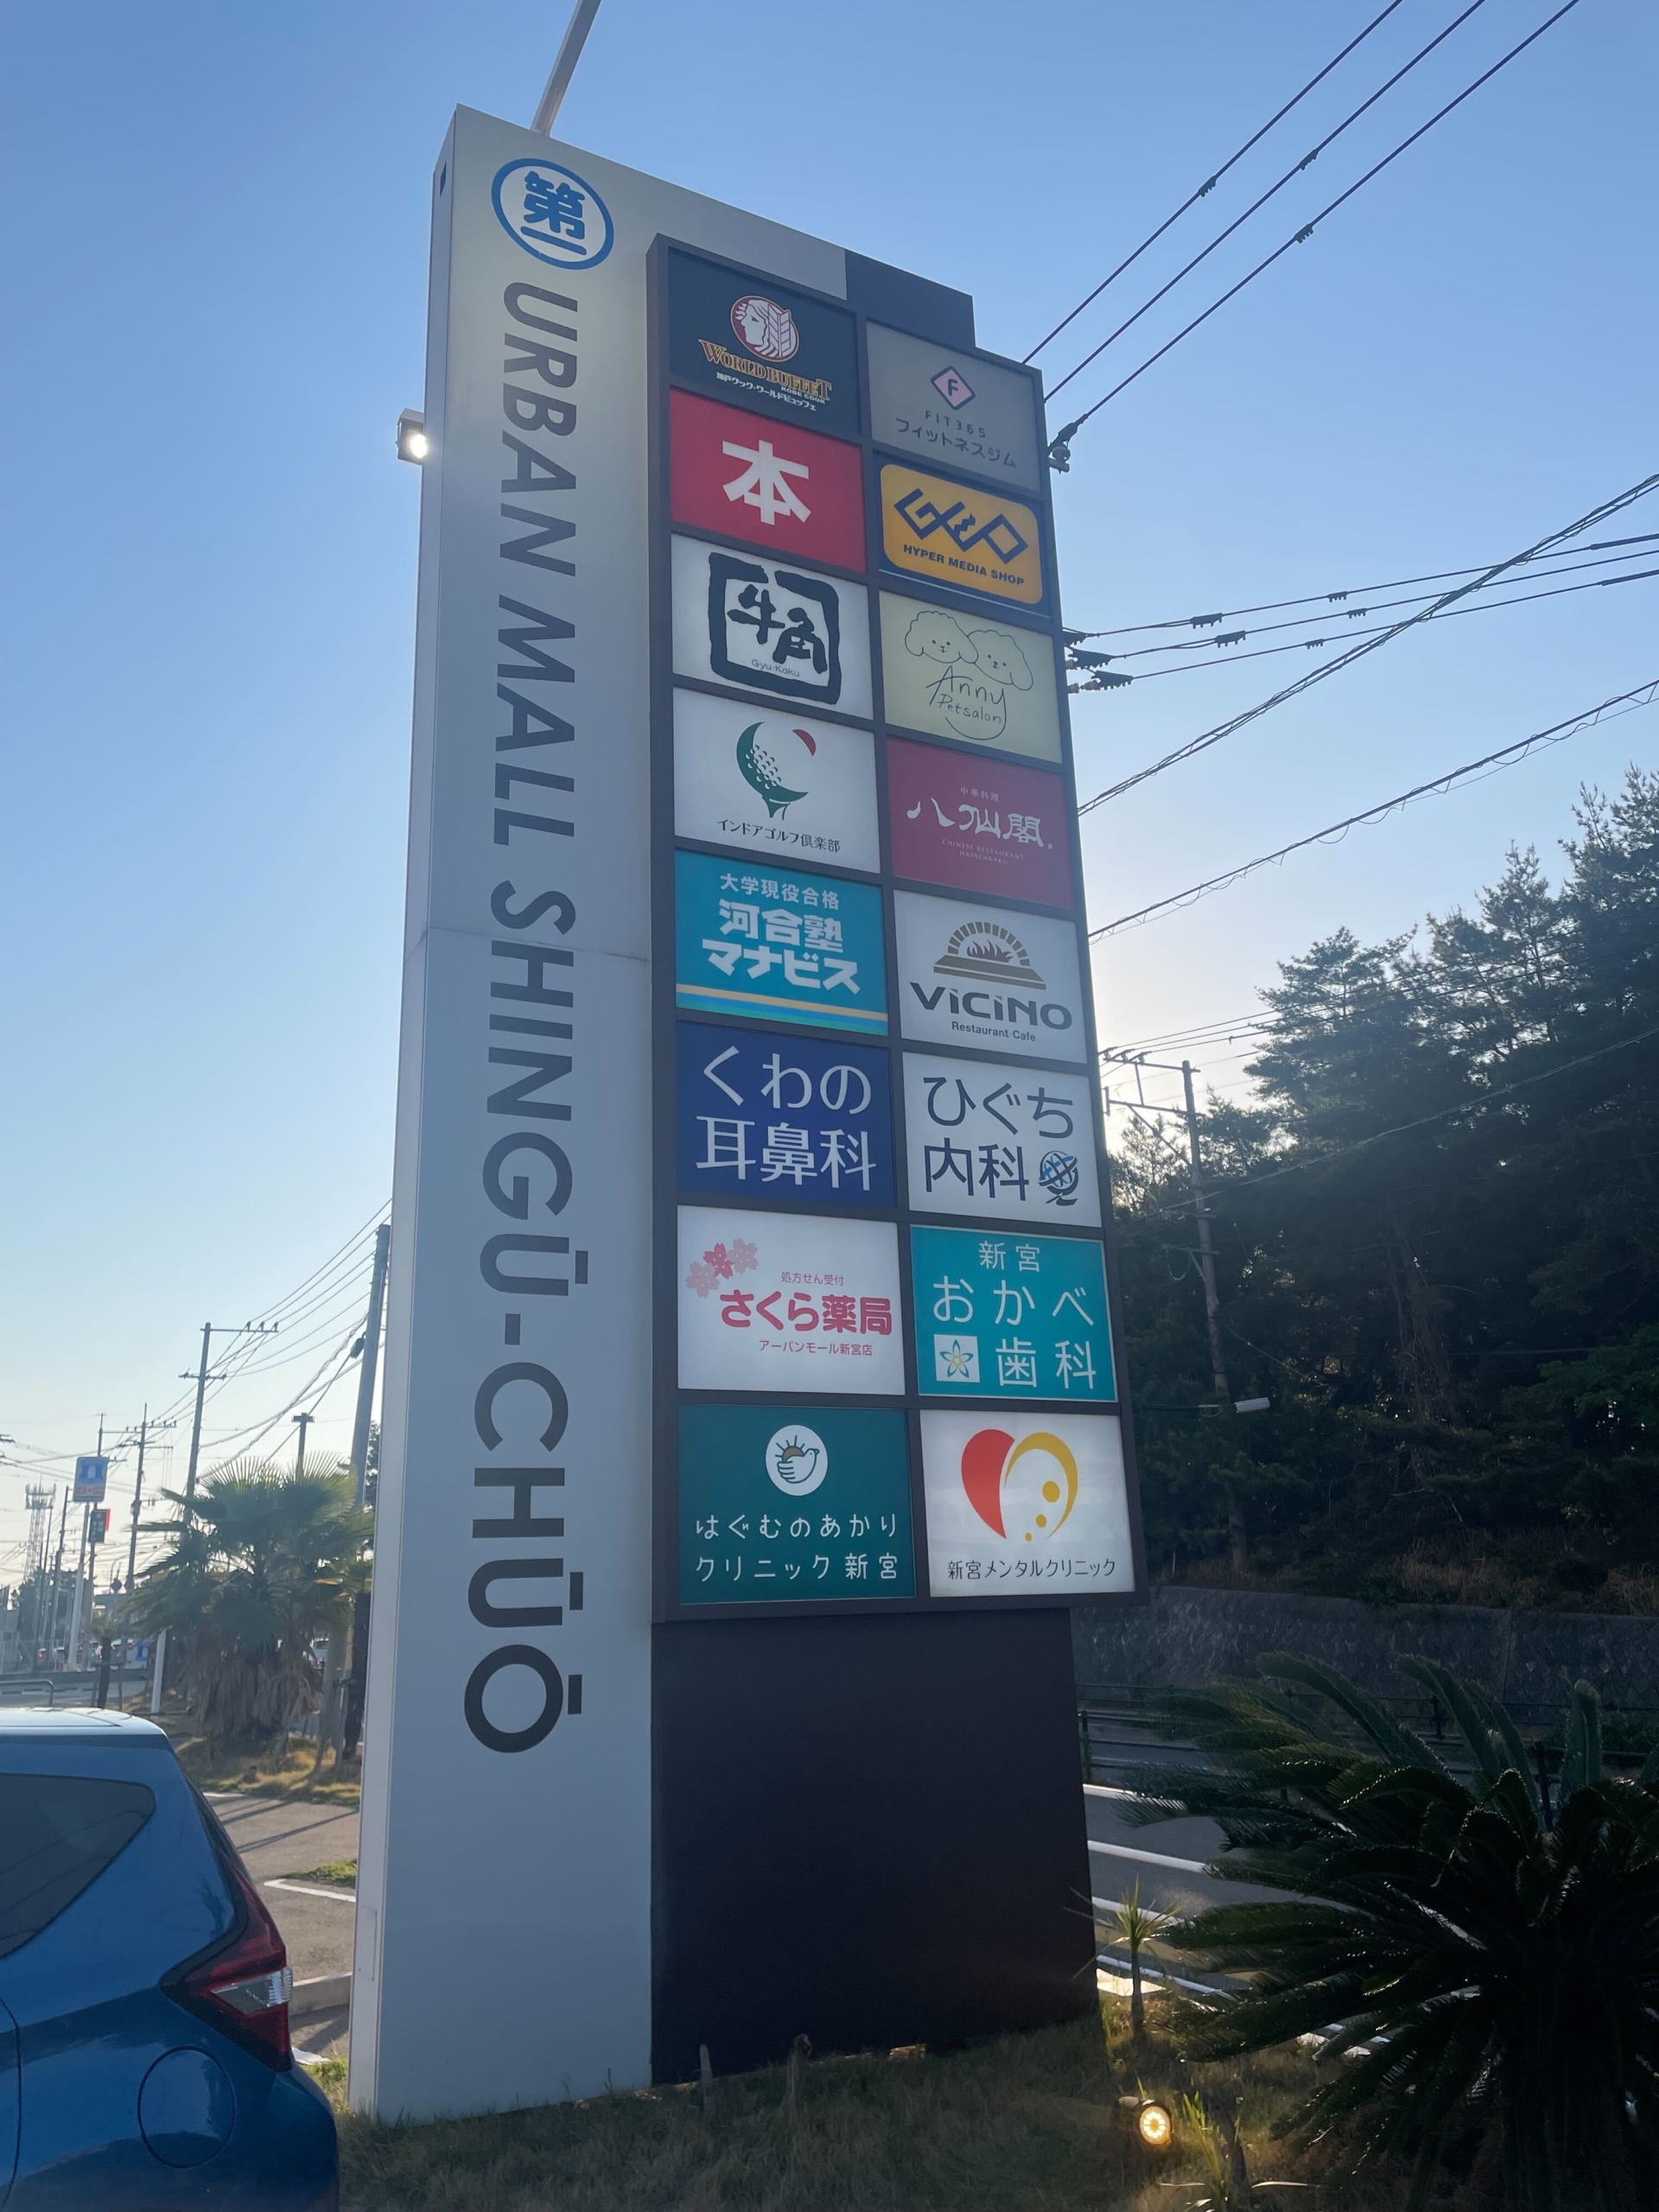 第一
URBAN MALL SHINGŪ-CHŪŌ
WORLD BUFFET
KOBE COOK
神戸クック・ワールドビュッフェ
F
FIT365
フィットネスジム
本
GEO
HYPER MEDIA SHOP
牛角
Gyu-Kaku
Anny
Petsalon
インドアゴルフ倶楽部
中華料理
八仙閣
CHINESE RESTAURANT
HASSENKAKU
大学現役合格
河合塾
マナビス
ViCiNO
Restaurant·Cafe
くわの
耳鼻科
ひぐち
内科
処方せん受付
さくら薬局
アーバンモール新宮店
新宮
おかべ
歯科
はぐむのあかり
クリニック新宮
新宮メンタルクリニック